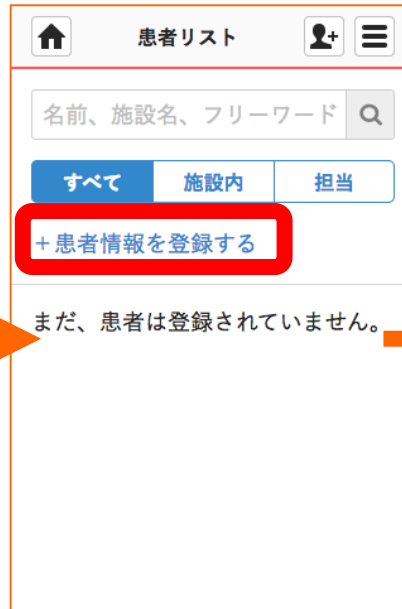 患者リスト
名前、施設名、フリーワード
すべて 施設内 担当
+患者情報を登録する
まだ、患者は登録されていません。